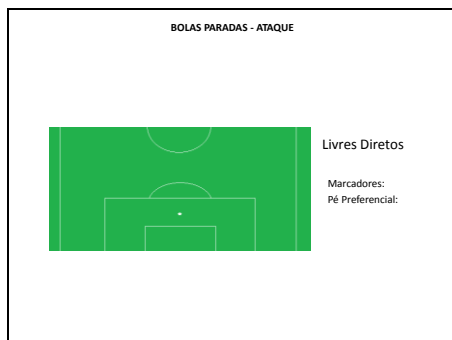 BOLAS PARADAS - ATAQUE
Livres Diretos
Marcadores:
Pé Preferencial: